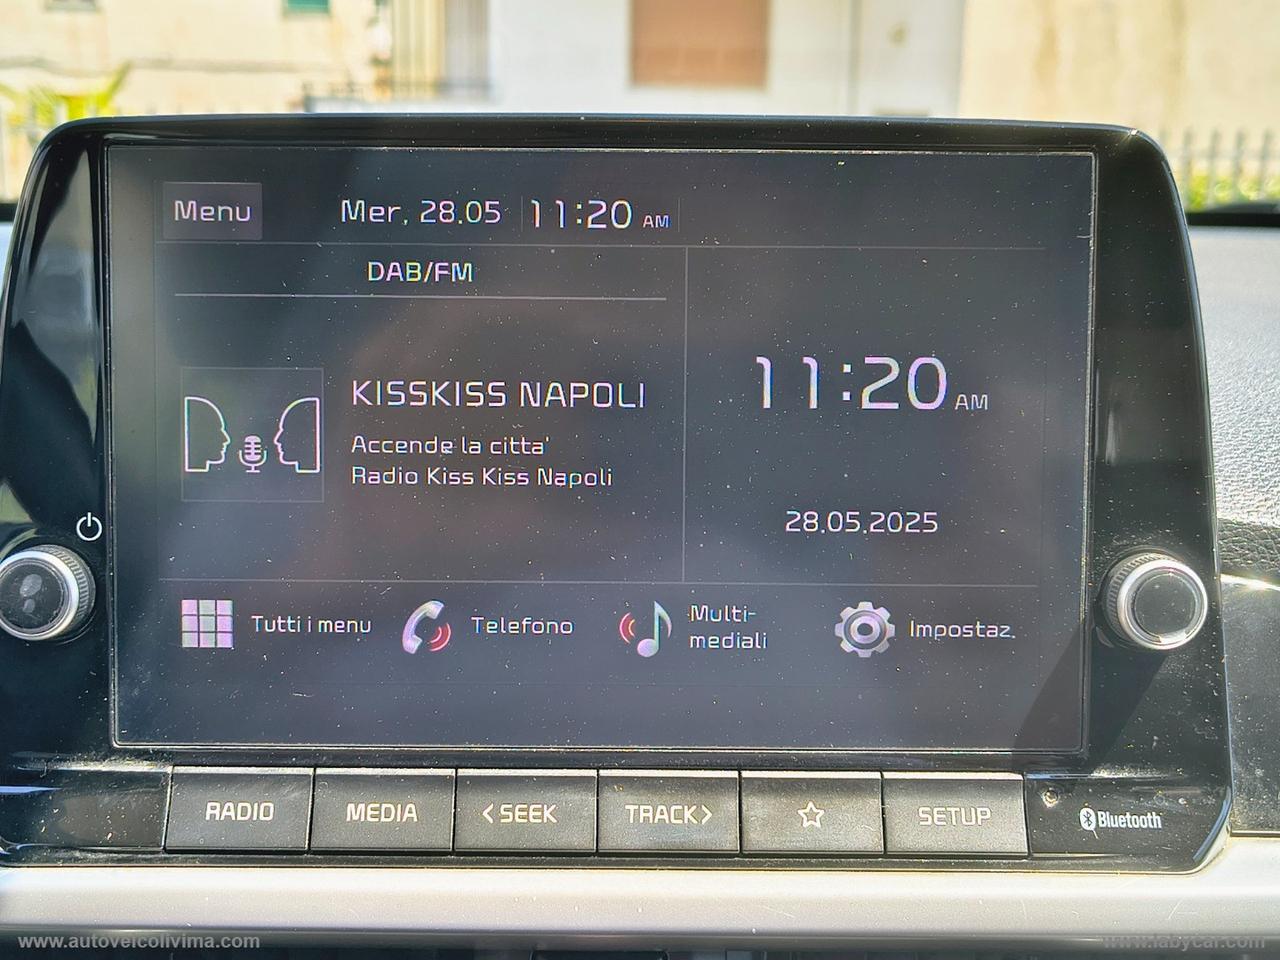 Menu
Mer, 28.05
11:20 AM
DAB/FM
KISSKISS NAPOLI
Accende la citta'
Radio Kiss Kiss Napoli
11:20 AM
28.05.2025
Tutti i menu
Telefono
Multi-
mediali
Impostaz.
RADIO
MEDIA
<SEEK
TRACK>
SETUP
Bluetooth
www.autoveicolivima.com
www.labycar.com